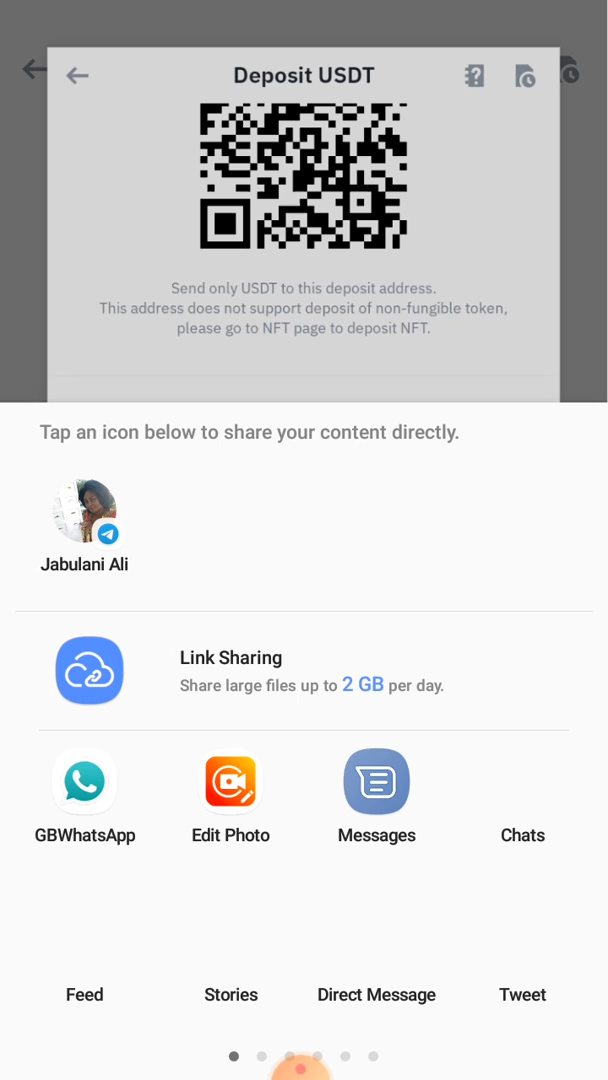 Deposit USDT
Send only USDT to this deposit address.
This address does not support deposit of non-fungible token,
please go to NFT page to deposit NFT.
Tap an icon below to share your content directly.
Jabulani Ali
Link Sharing
Share large files up to 2 GB per day.
GBWhatsApp
Edit Photo
Messages
Chats
Feed
Stories
Direct Message
Tweet